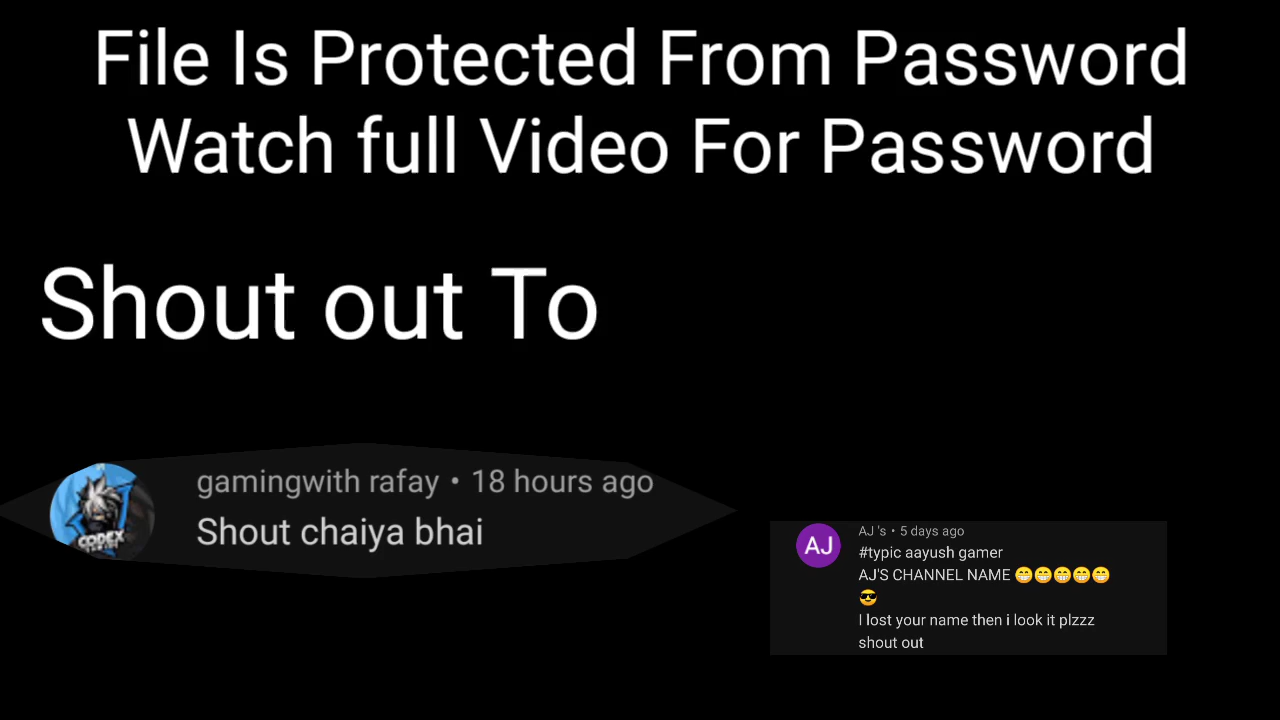 File Is Protected From Password
Watch full Video For Password
Shout out To
gamingwith rafay • 18 hours ago
Shout chaiya bhai
CODEX
AJ
AJ 's • 5 days ago
#typic aayush gamer
AJ'S CHANNEL NAME 😁😁😁😁😁
😎
I lost your name then i look it plzzz
shout out